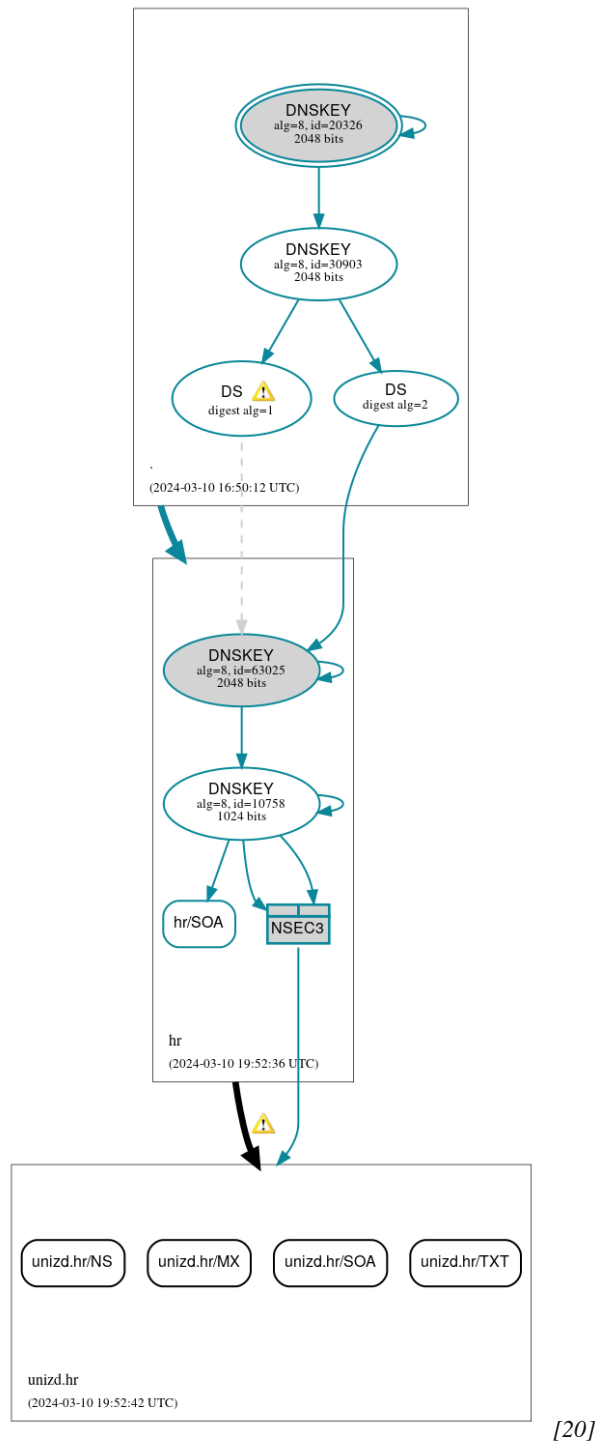 DNSKEY
alg=8, id=20326
2048 bits
DNSKEY
alg=8, id=30903
2048 bits
DS
digest alg=1
DS
digest alg=2
.
(2024-03-10 16:50:12 UTC)
DNSKEY
alg=8, id=63025
2048 bits
DNSKEY
alg=8, id=10758
1024 bits
hr/SOA
NSEC3
hr
(2024-03-10 19:52:36 UTC)
unizd.hr/NS
unizd.hr/MX
unizd.hr/SOA
unizd.hr/TXT
unizd.hr
(2024-03-10 19:52:42 UTC)
[20]